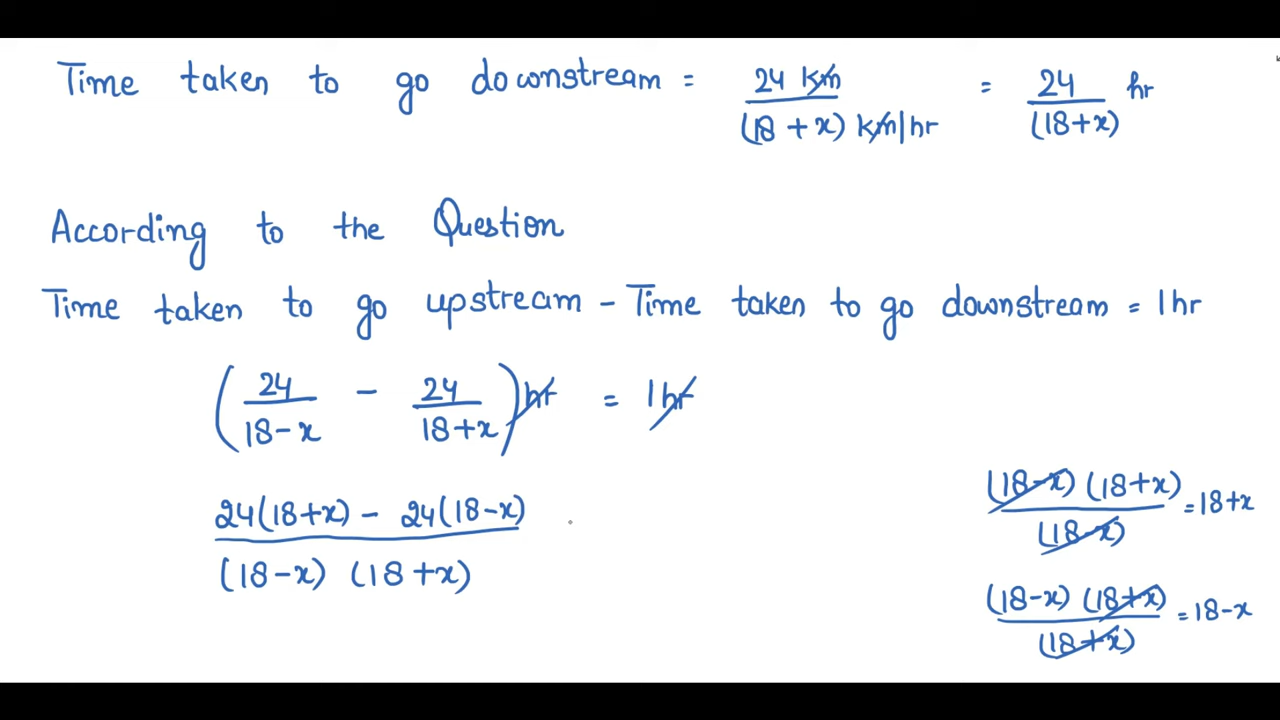 Time taken to go downstream = 24 km / (18 + x) km/hr = 24 / (18+x) hr
According to the Question
Time taken to go upstream - Time taken to go downstream = 1hr
(24 / 18-x - 24 / 18+x) hr = 1hr
24(18+x) - 24(18-x) / (18-x) (18+x)
(18-x) (18+x) / (18-x) = 18+x
(18-x) (18+x) / (18+x) = 18-x